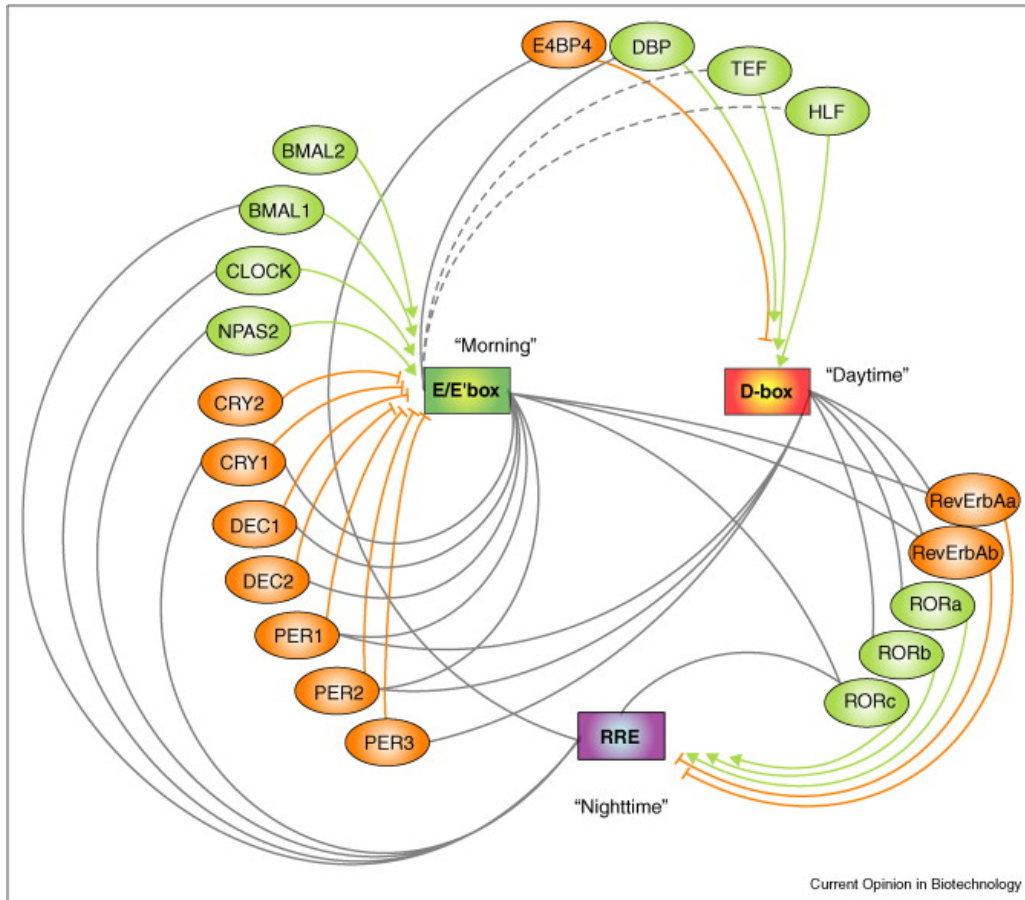 E4BP4
DBP
TEF
HLF
BMAL2
BMAL1
CLOCK
NPAS2
"Morning"
E/E'box
D-box
"Daytime"
CRY2
CRY1
DEC1
DEC2
PER1
PER2
PER3
RevErbAa
RevErbAb
RORa
RORb
RORc
RRE
"Nighttime"
Current Opinion in Biotechnology